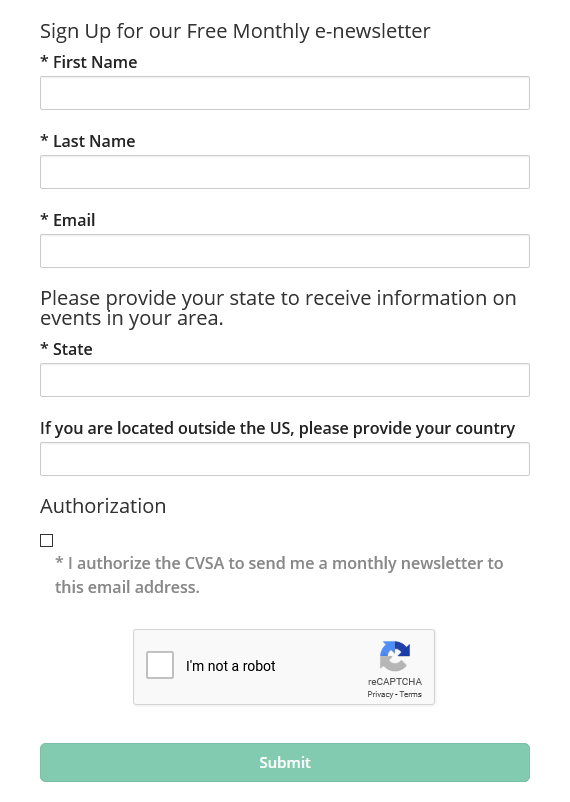 Sign Up for our Free Monthly e-newsletter
* First Name
* Last Name
* Email
Please provide your state to receive information on
events in your area.
* State
If you are located outside the US, please provide your country
Authorization
* I authorize the CVSA to send me a monthly newsletter to
this email address.
I'm not a robot
reCAPTCHA
Privacy - Terms
Submit